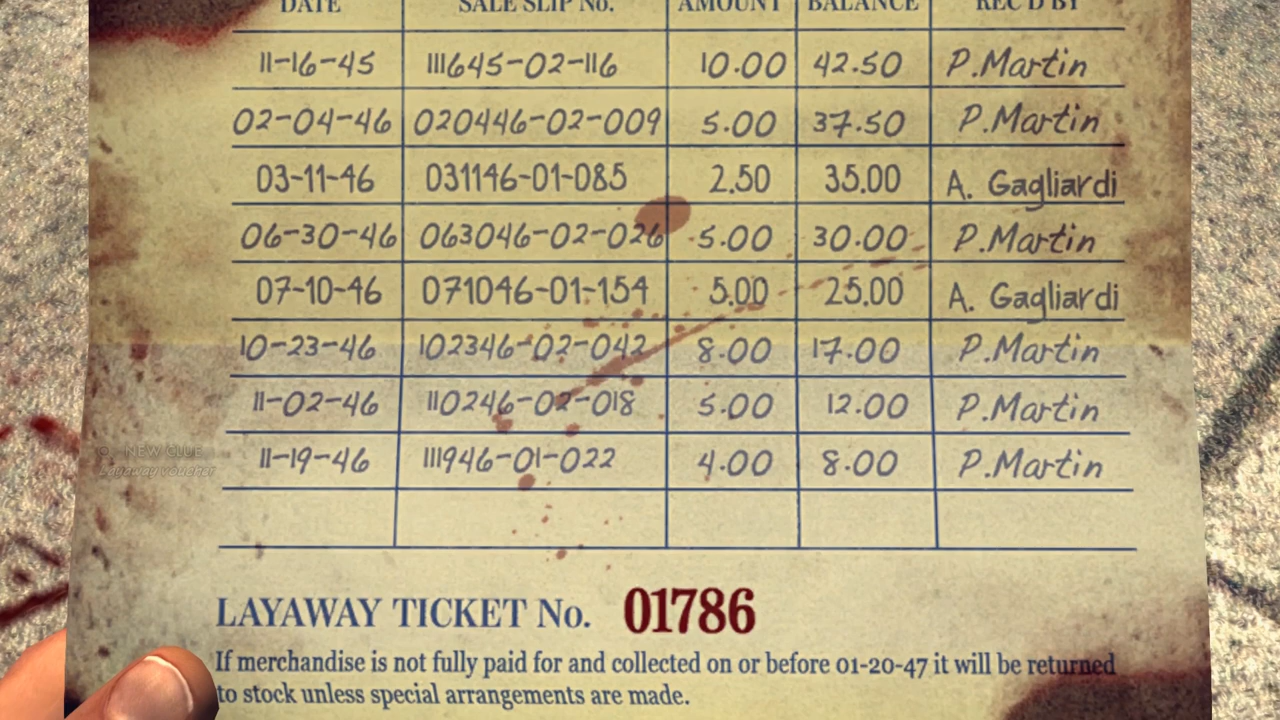 DATE SALE SLIP No. AMOUNT BALANCE REC'D BY
11-16-45 111645-02-116 10.00 42.50 P.Martin
02-04-46 020446-02-009 5.00 37.50 P.Martin
03-11-46 031146-01-085 2.50 35.00 A. Gagliardi
06-30-46 063046-02-026 5.00 30.00 P.Martin
07-10-46 071046-01-154 5.00 25.00 A. Gagliardi
10-23-46 102346-02-042 8.00 17.00 P.Martin
11-02-46 110246-02-018 5.00 12.00 P.Martin
NEW CLUE
Layaway voucher
11-19-46 111946-01-022 4.00 8.00 P.Martin
LAYAWAY TICKET No. 01786
If merchandise is not fully paid for and collected on or before 01-20-47 it will be returned
to stock unless special arrangements are made.